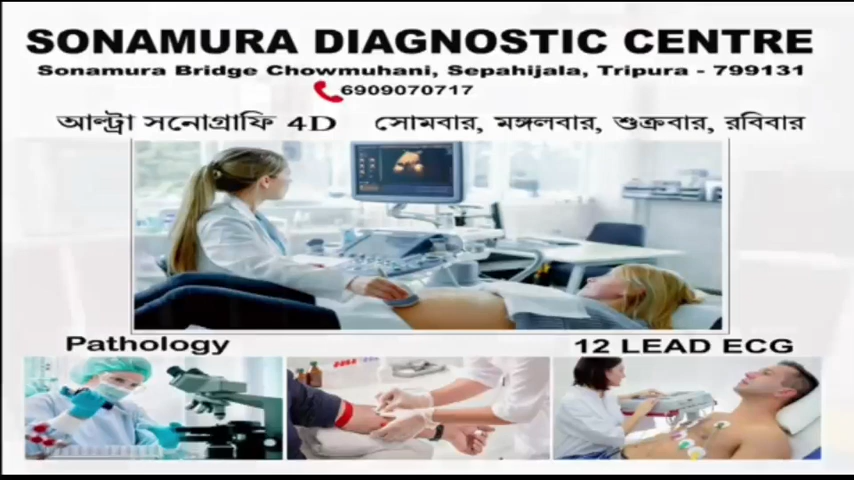 SONAMURA DIAGNOSTIC CENTRE
Sonamura Bridge Chowmuhani, Sepahijala, Tripura - 799131
6909070717
আল্ট্রা সনোগ্রাফি 4D সোমবার, মঙ্গলবার, শুক্রবার, রবিবার
Pathology
12 LEAD ECG